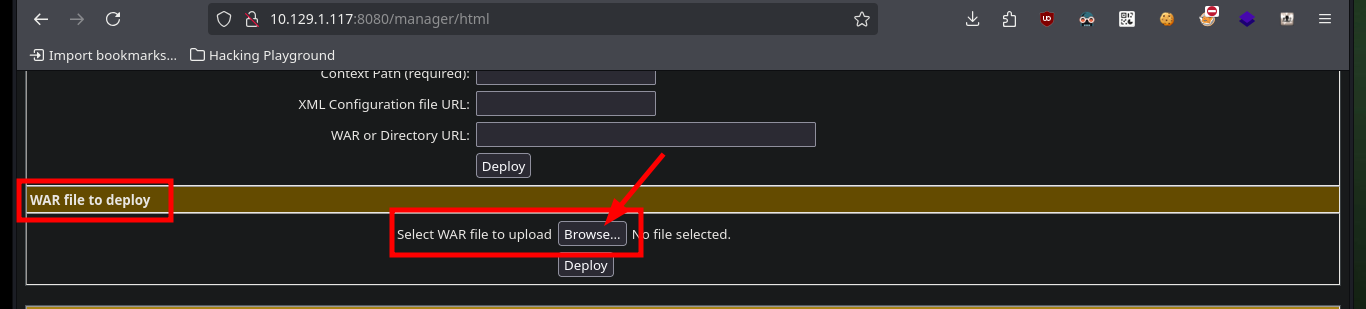 10.129.1.117:8080/manager/html
Import bookmarks... Hacking Playground
Context Path (required):
XML Configuration file URL:
WAR or Directory URL:
Deploy
WAR file to deploy
Select WAR file to upload Browse... No file selected.
Deploy